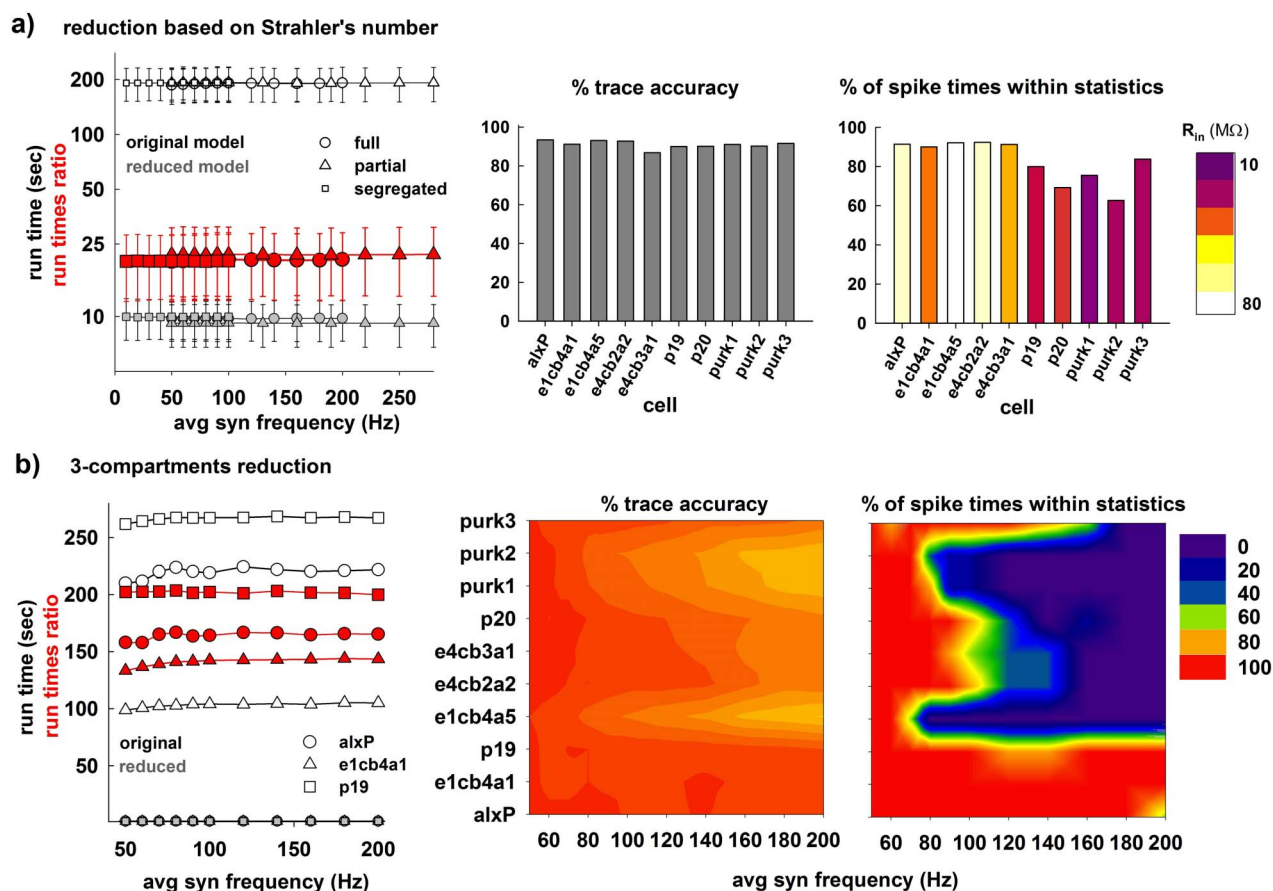 a) reduction based on Strahler's number
run time (sec)
run times ratio
200
100
50
25
10
original model
reduced model
full
partial
segregated
0 50 100 150 200 250
avg syn frequency (Hz)
% trace accuracy
100
80
60
40
20
0
alxP
e1cb4a1
e1cb4a5
e4cb2a2
e4cb3a1
p19
p20
purk1
purk2
purk3
cell
% of spike times within statistics
100
80
60
40
20
0
alxP
e1cb4a1
e1cb4a5
e4cb2a2
e4cb3a1
p19
p20
purk1
purk2
purk3
cell
Rin (MΩ)
10
80
b) 3-compartments reduction
run time (sec)
run times ratio
250
200
150
100
50
original
reduced
alxP
e1cb4a1
p19
50 100 150 200
avg syn frequency (Hz)
% trace accuracy
purk3
purk2
purk1
p20
e4cb3a1
e4cb2a2
e1cb4a5
p19
e1cb4a1
alxP
60 80 100 120 140 160 180 200
% of spike times within statistics
60 80 100 120 140 160 180 200
avg syn frequency (Hz)
0
20
40
60
80
100